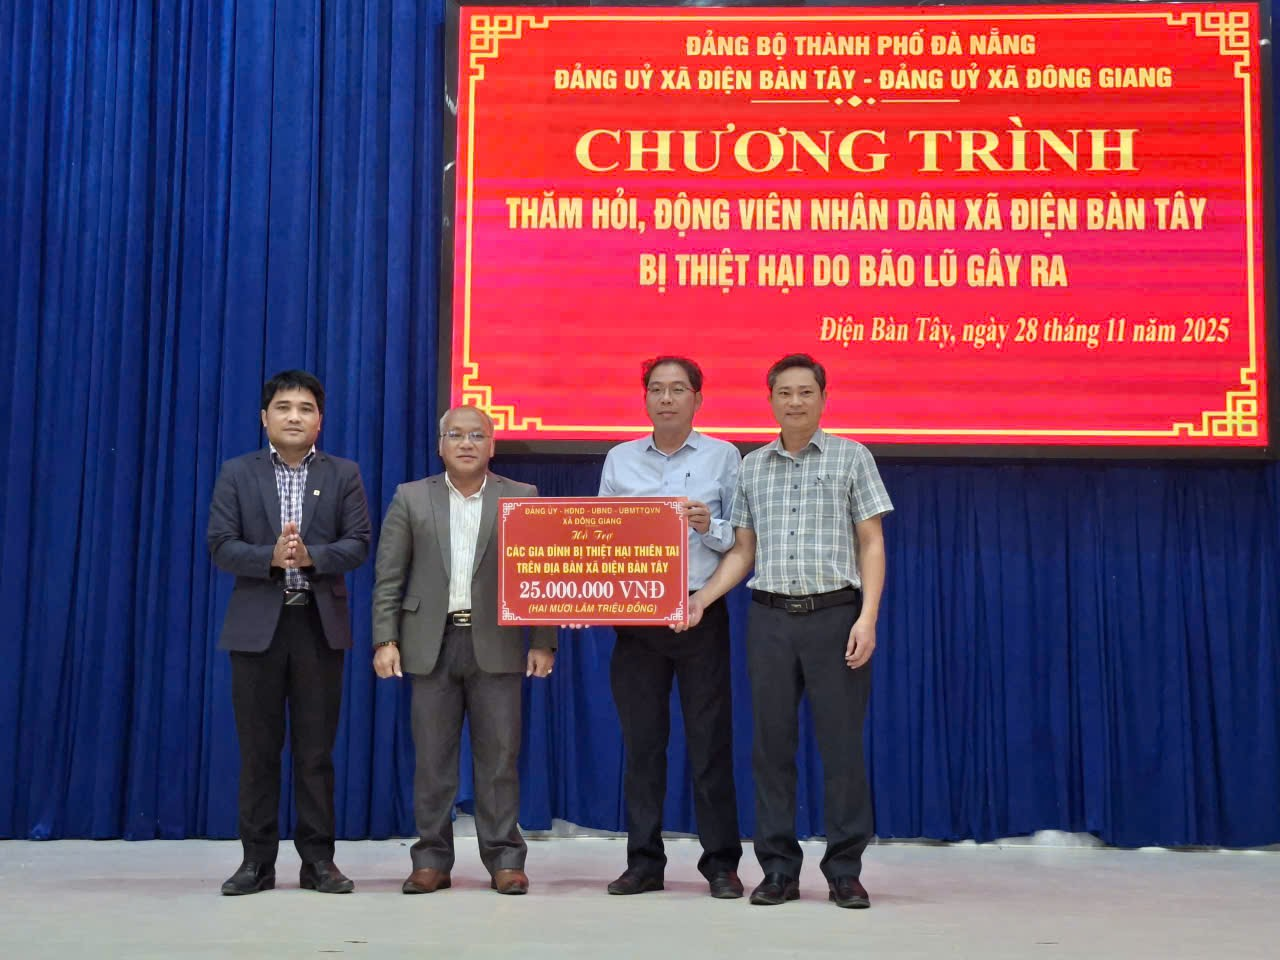 ĐẢNG BỘ THÀNH PHỐ ĐÀ NẴNG
ĐẢNG UỶ XÃ ĐIỆN BÀN TÂY - ĐẢNG UỶ XÃ ĐÔNG GIANG
CHƯƠNG TRÌNH
THĂM HỎI, ĐỘNG VIÊN NHÂN DÂN XÃ ĐIỆN BÀN TÂY
BỊ THIỆT HẠI DO BÃO LŨ GÂY RA
Điện Bàn Tây, ngày 28 tháng 11 năm 2025
ĐẢNG ỦY - HĐND - UBND - UBMTTQVN
XÃ ĐÔNG GIANG
Hỗ Trợ
CÁC GIA ĐÌNH BỊ THIỆT HẠI THIÊN TAI
TRÊN ĐỊA BÀN XÃ ĐIỆN BÀN TÂY
25.000.000 VNĐ
(HAI MƯƠI LĂM TRIỆU ĐỒNG)